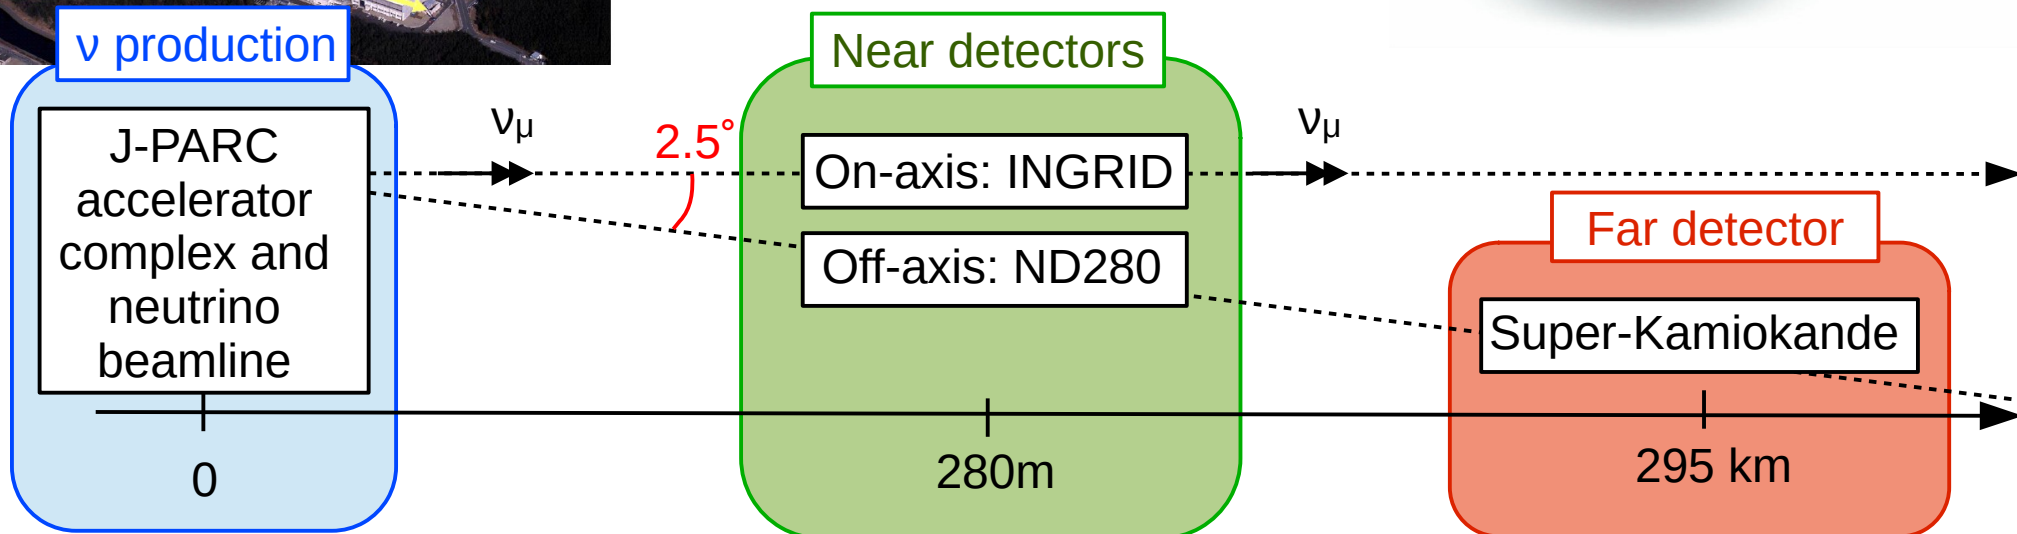 ν production
J-PARC
accelerator
complex and
neutrino
beamline
0
νμ
2.5°
Near detectors
On-axis: INGRID
Off-axis: ND280
280m
νμ
Far detector
Super-Kamiokande
295 km